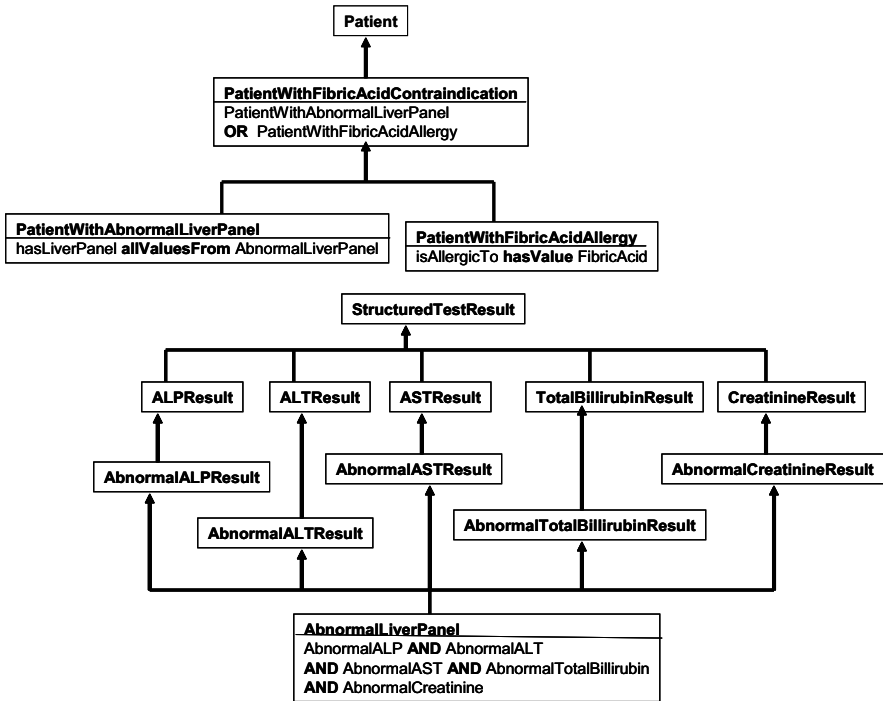 Patient
PatientWithFibricAcidContraindication
PatientWithAbnormalLiverPanel
OR PatientWithFibricAcidAllergy
PatientWithAbnormalLiverPanel
hasLiverPanel allValuesFrom AbnormalLiverPanel
PatientWithFibricAcidAllergy
isAllergicTo hasValue FibricAcid
StructuredTestResult
ALPResult
ALTResult
ASTResult
TotalBillirubinResult
CreatinineResult
AbnormalALPResult
AbnormalASTResult
AbnormalCreatinineResult
AbnormalALTResult
AbnormalTotalBillirubinResult
AbnormalLiverPanel
AbnormalALP AND AbnormalALT
AND AbnormalAST AND AbnormalTotalBillirubin
AND AbnormalCreatinine